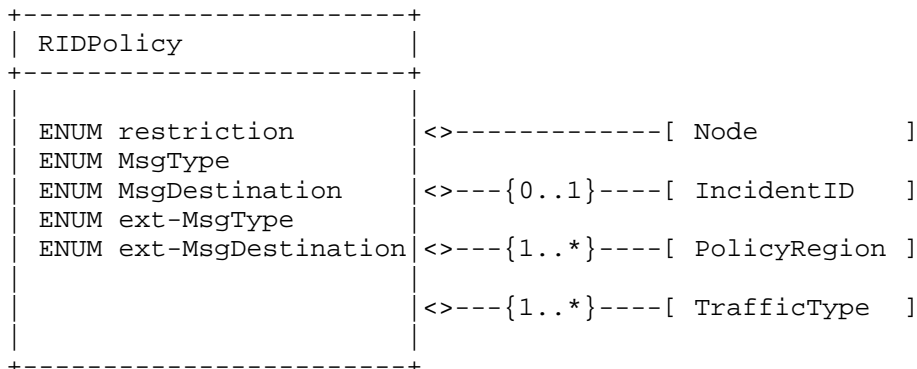 +------------------------+
| RIDPolicy              |
+------------------------+
|                        |
| ENUM restriction       |<>-------------[ Node         ]
| ENUM MsgType           |
| ENUM MsgDestination    |<>---{0..1}----[ IncidentID   ]
| ENUM ext-MsgType       |
| ENUM ext-MsgDestination|<>---{1..*}----[ PolicyRegion ]
|                        |
|                        |<>---{1..*}----[ TrafficType  ]
|                        |
+------------------------+